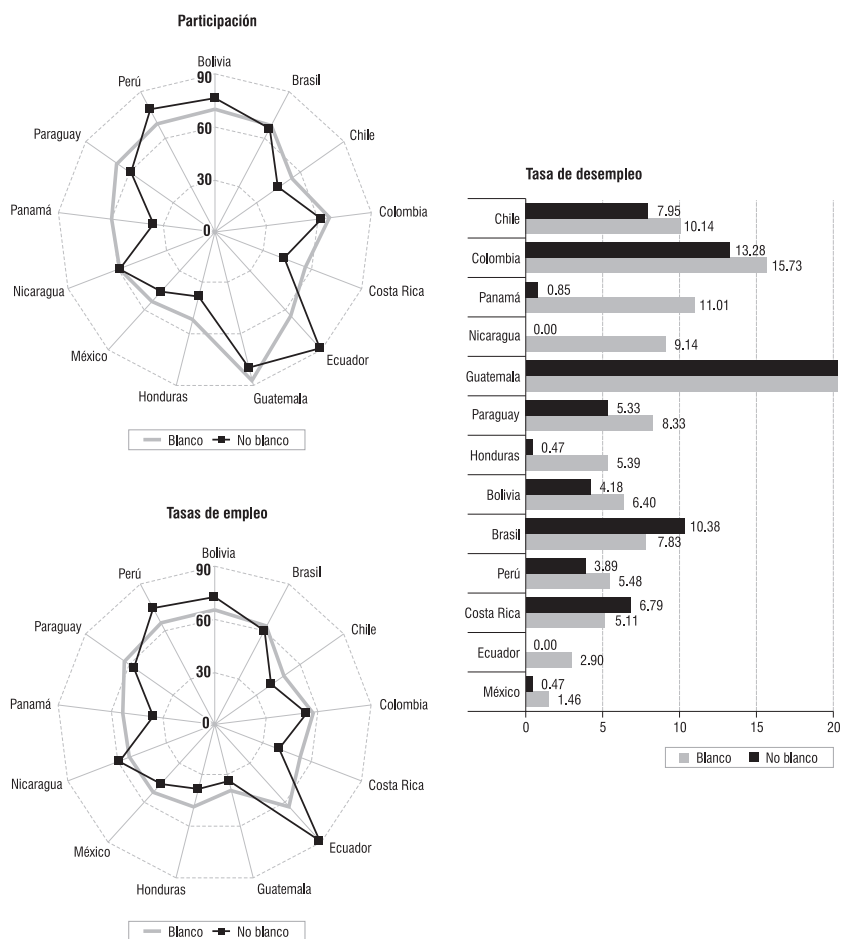 Participación
Bolivia
90
Perú
Brasil
60
Paraguay
Chile
30
Panamá
Colombia
0
Nicaragua
Costa Rica
México
Ecuador
Honduras
Guatemala
Blanco No blanco
Tasas de empleo
Bolivia
90
Perú
Brasil
60
Paraguay
Chile
30
Panamá
Colombia
0
Nicaragua
Costa Rica
México
Ecuador
Honduras
Guatemala
Blanco No blanco
Tasa de desempleo
Chile 7.95
10.14
Colombia 13.28
15.73
Panamá 0.85
11.01
Nicaragua 0.00
9.14
Guatemala
Paraguay 5.33
8.33
Honduras 0.47
5.39
Bolivia 4.18
6.40
Brasil 10.38
7.83
Perú 3.89
5.48
Costa Rica 6.79
5.11
Ecuador 0.00
2.90
México 0.47
1.46
0 5 10 15 20
Blanco No blanco